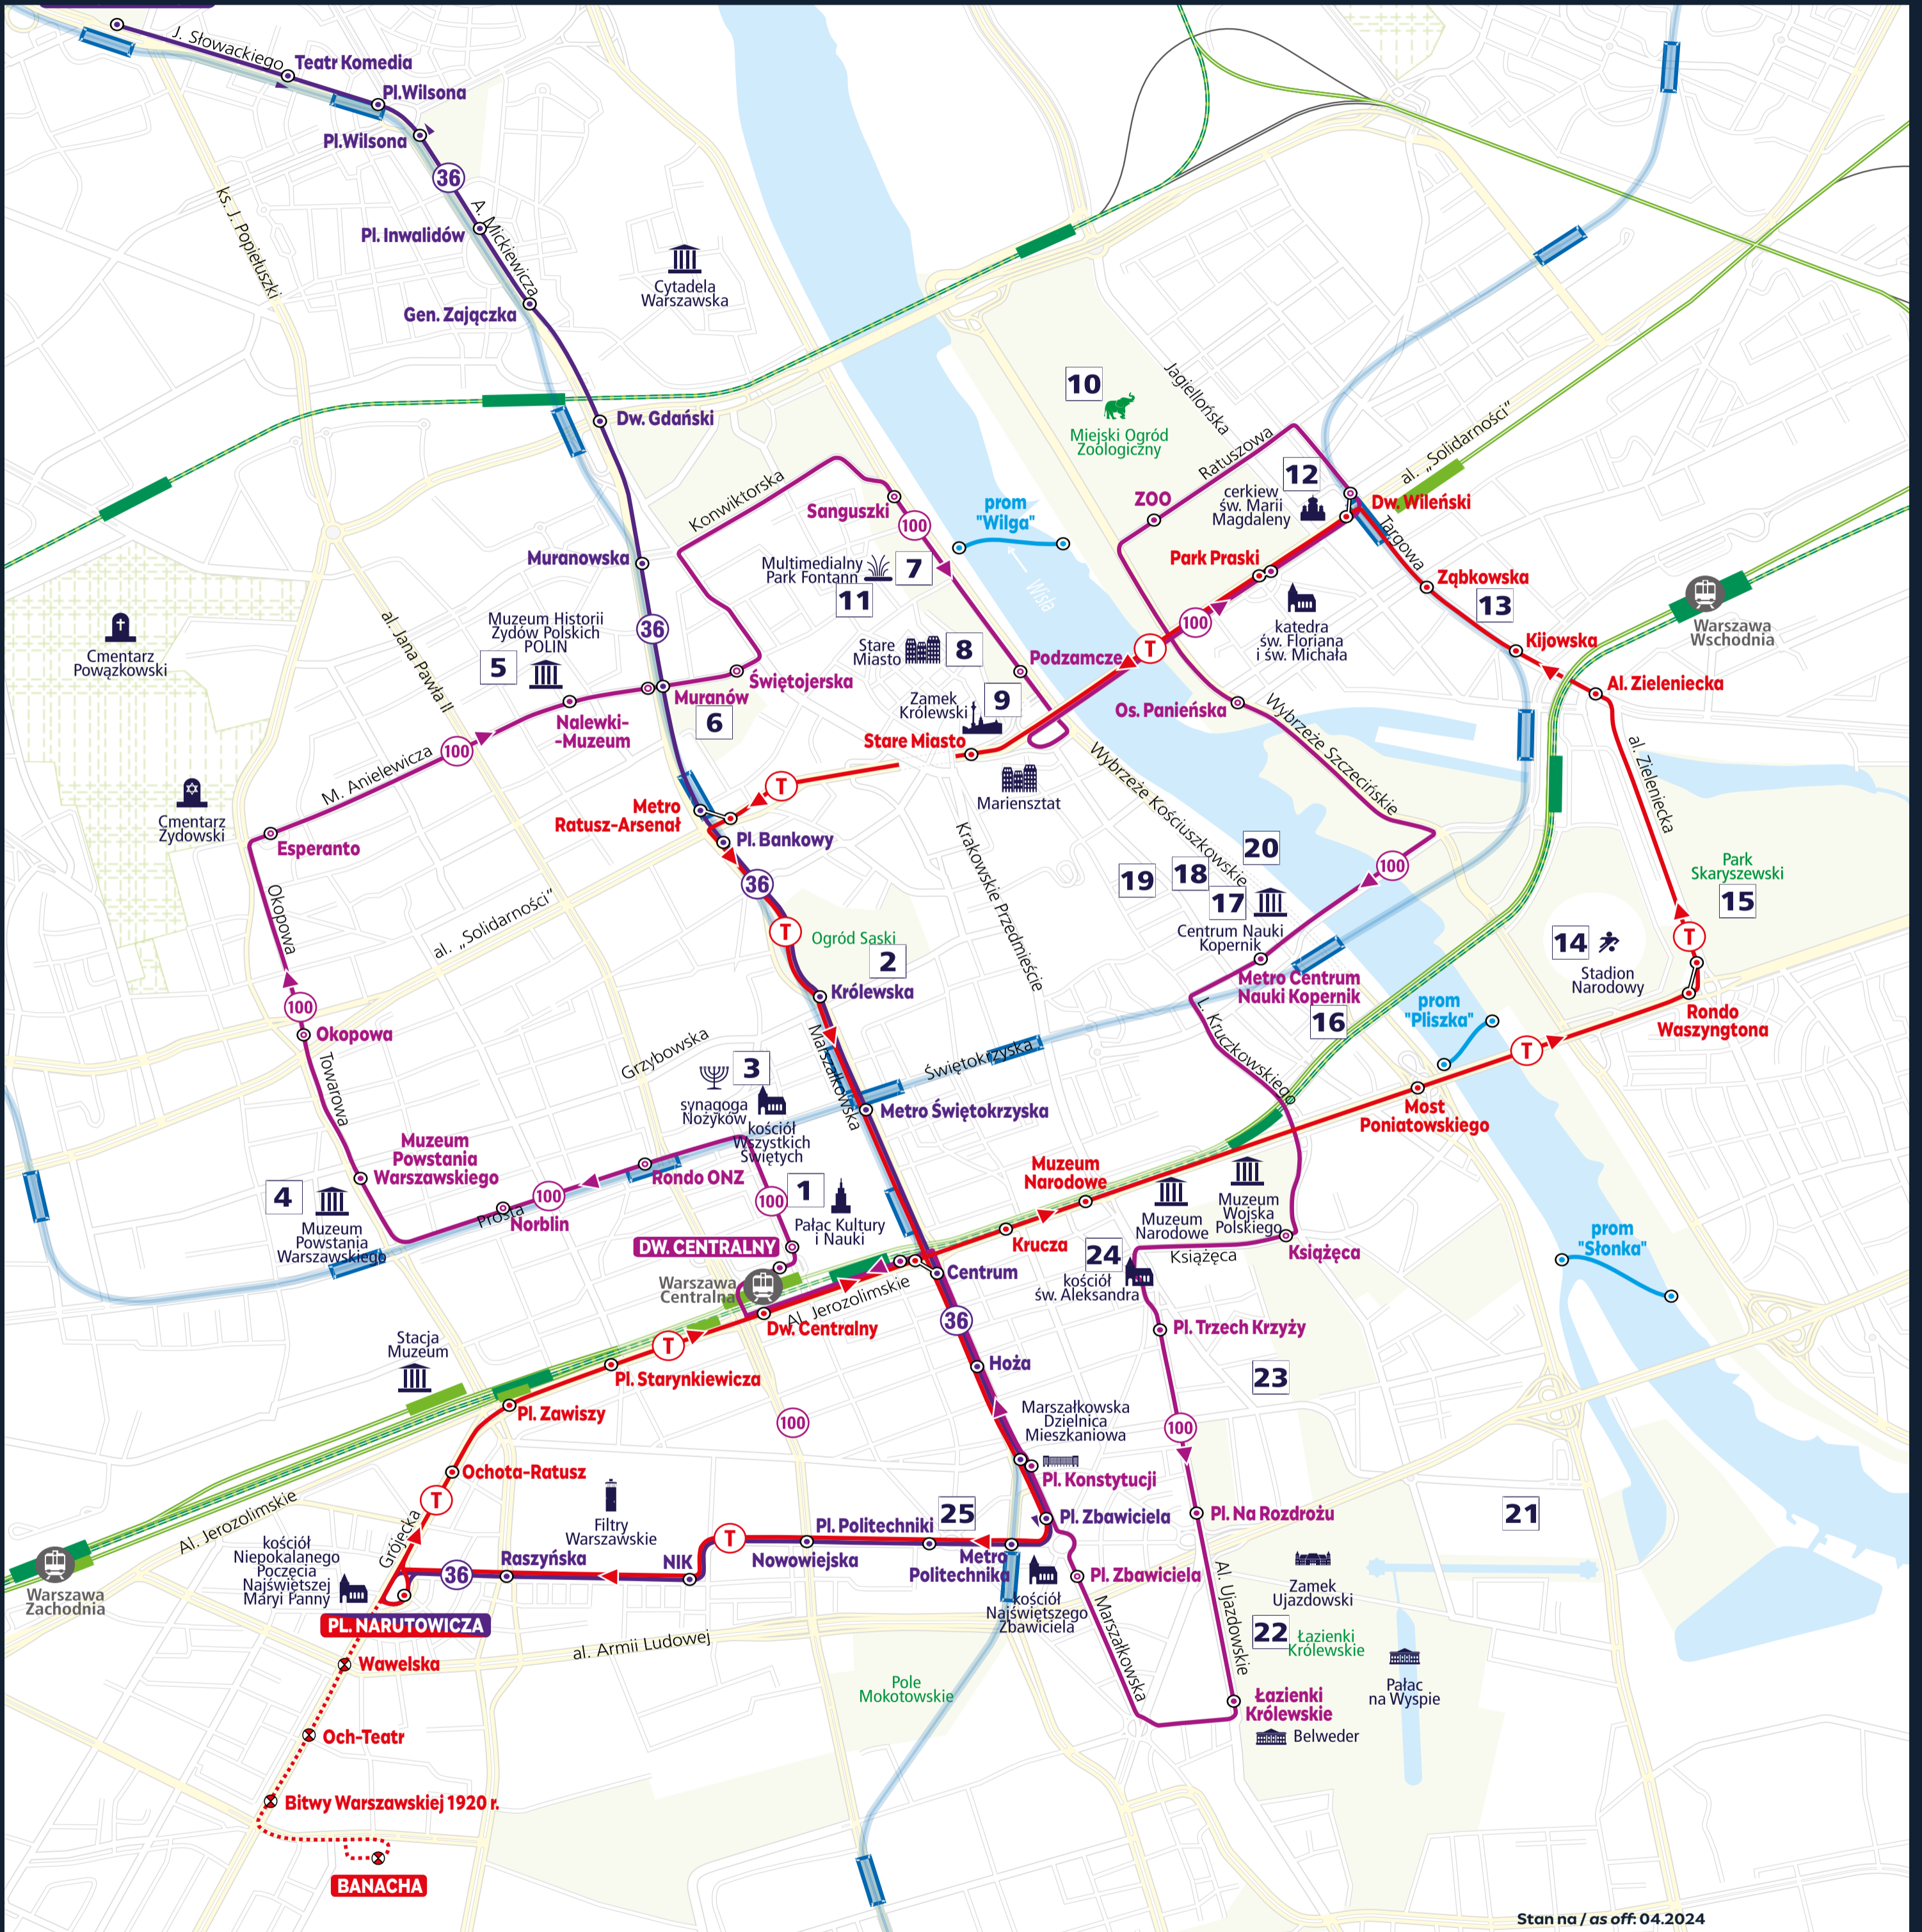 J. Słowackiego
Teatr Komedia
Pl.Wilsona
Pl.Wilsona
36
A. Mickiewicza
ks. J. Popiełuszki
Pl. Inwalidów
Cytadela
Warszawska
Gen. Zajączka
Jagiellońska
10
Miejski Ogród
Zoologiczny
Dw. Gdański
al. „Solidarności”
Ratuszowa
12
cerkiew
św. Marii
Magdaleny
Dw. Wileński
Targowa
ZOO
Konwiktorska
Sanguszki
100
prom
"Wilga"
Wisła
Muranowska
Multimedialny
Park Fontann
7
11
Park Praski
Ząbkowska
13
Warszawa
Wschodnia
Cmentarz
Powązkowski
al. Jana Pawła II
Muzeum Historii
Żydów Polskich
POLIN
5
36
Stare
Miasto
8
Podzamcze
T
100
katedra
św. Floriana
i św. Michała
Kijowska
Al. Zieleniecka
Świętojerska
Muranów
6
Nalewki-
-Muzeum
Zamek
Królewski
9
Os. Panieńska
Wybrzeże Szczecińskie
Stare Miasto
M. Anielewicza
100
T
Mariensztat
Wybrzeże Kościuszkowskie
al. Zieleniecka
Cmentarz
Żydowski
Metro
Ratusz-Arsenał
Pl. Bankowy
Esperanto
Krakowskie Przedmieście
20
19
18
17
100
Park
Skaryszewski
15
36
Okopowa
al. „Solidarności”
T
Ogród Saski
2
Centrum Nauki
Kopernik
14
Stadion
Narodowy
T
Królewska
Metro Centrum
Nauki Kopernik
16
prom
"Pliszka"
Rondo
Waszyngtona
100
Okopowa
Towarowa
Grzybowska
Marszałkowska
Świętokrzyska
L. Kruczkowskiego
T
3
synagoga
Nożyków
kościół
Wszystkich
Świętych
Metro Świętokrzyska
Most
Poniatowskiego
Muzeum
Powstania
Warszawskiego
4
Muzeum
Powstania
Warszawskiego
Rondo ONZ
100
Prosta
Norblin
100
1
Pałac Kultury
i Nauki
Muzeum
Narodowe
Muzeum
Narodowe
Muzeum
Wojska
Polskiego
Krucza
DW. CENTRALNY
24
kościół
św. Aleksandra
Książęca
Książęca
prom
"Słonka"
Warszawa
Centralna
Centrum
Al. Jerozolimskie
Dw. Centralny
36
Pl. Trzech Krzyży
Stacja
Muzeum
T
Pl. Starynkiewicza
Hoża
23
Pl. Zawiszy
100
Marszałkowska
Dzielnica
Mieszkaniowa
100
Ochota-Ratusz
Pl. Konstytucji
Al. Jerozolimskie
T
Grójecka
Filtry
Warszawskie
25
Pl. Zbawiciela
Pl. Na Rozdrożu
21
T
Pl. Politechniki
Nowowiejska
Metro
Politechnika
kościół
Niepokalanego
Poczęcia
Najświętszej
Maryi Panny
Raszyńska
36
NIK
Pl. Zbawiciela
Zamek
Ujazdowski
Warszawa
Zachodnia
PL. NARUTOWICZA
kościół
Najświętszego
Zbawiciela
Marszałkowska
Al. Ujazdowskie
22
Łazienki
Królewskie
al. Armii Ludowej
Wawelska
Pole
Mokotowskie
Pałac
na Wyspie
Łazienki
Królewskie
Belweder
Och-Teatr
Bitwy Warszawskiej 1920 r.
BANACHA
Stan na / as off: 04.2024